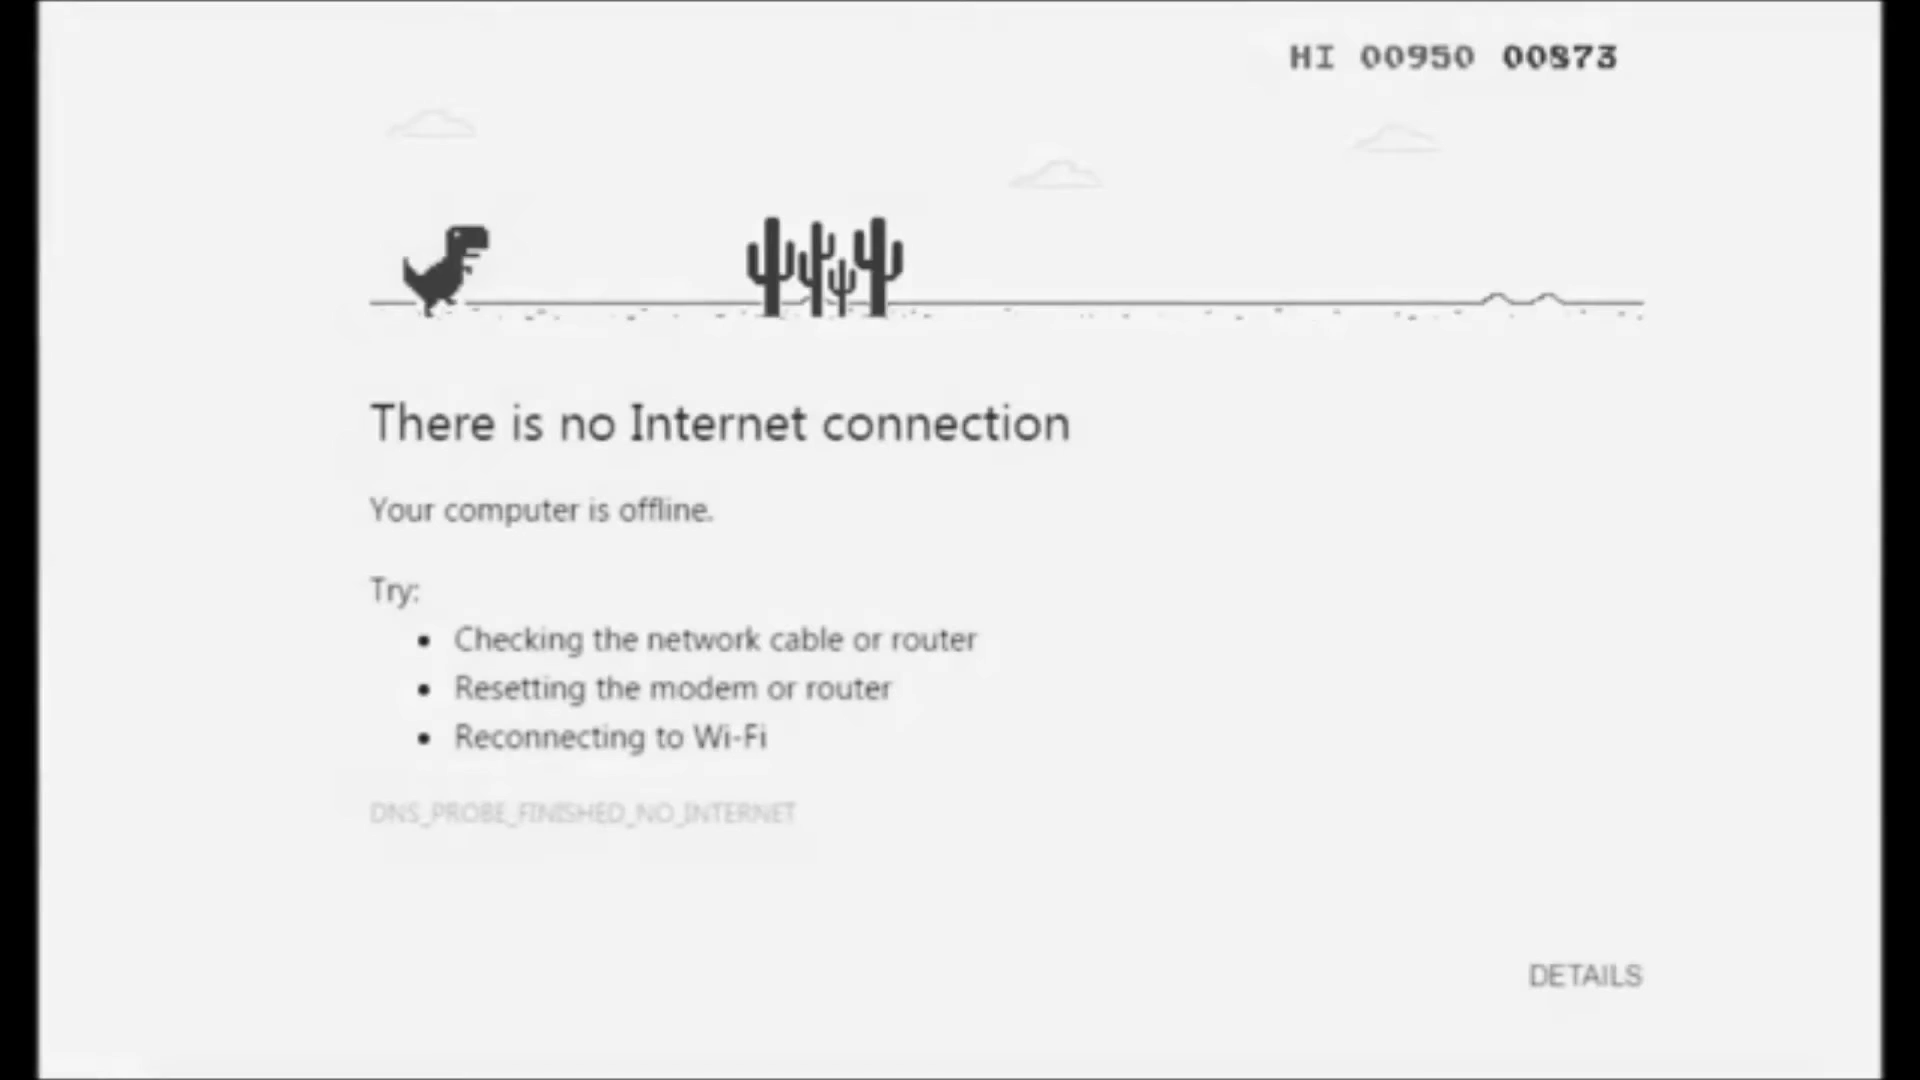 HI 00950 00873
There is no Internet connection
Your computer is offline.
Try:
Checking the network cable or router
Resetting the modem or router
Reconnecting to Wi-Fi
DNS_PROBE_FINISHED_NO_INTERNET
DETAILS